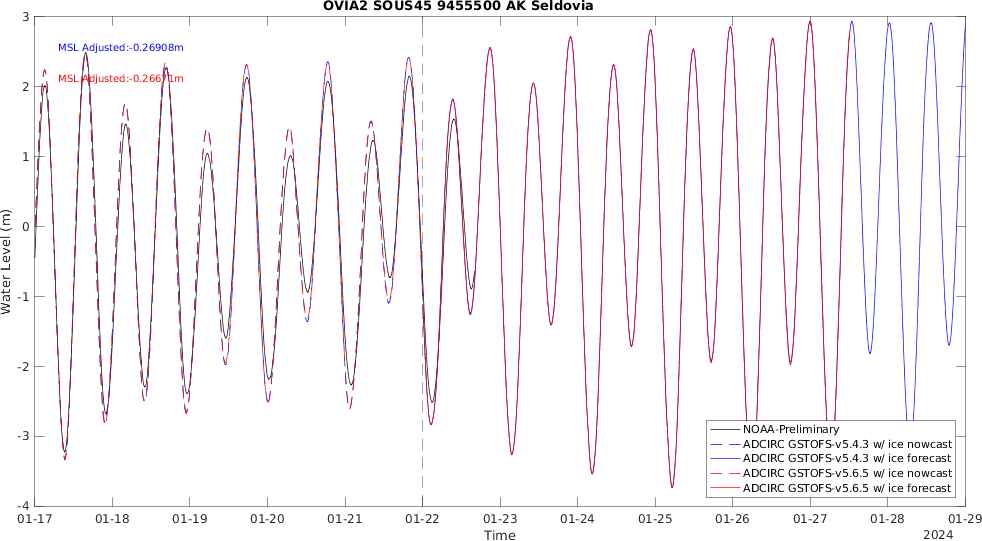 OVIA2 SOUS45 9455500 AK Seldovia
MSL Adjusted:-0.26908m
MSL Adjusted:-0.26671m
3
2
1
0
-1
-2
-3
-4
Water Level (m)
NOAA-Preliminary
ADCIRC GSTOFS-v5.4.3 w/ ice nowcast
ADCIRC GSTOFS-v5.4.3 w/ ice forecast
ADCIRC GSTOFS-v5.6.5 w/ ice nowcast
ADCIRC GSTOFS-v5.6.5 w/ ice forecast
01-17 01-18 01-19 01-20 01-21 01-22 01-23 01-24 01-25 01-26 01-27 01-28 01-29
Time
2024